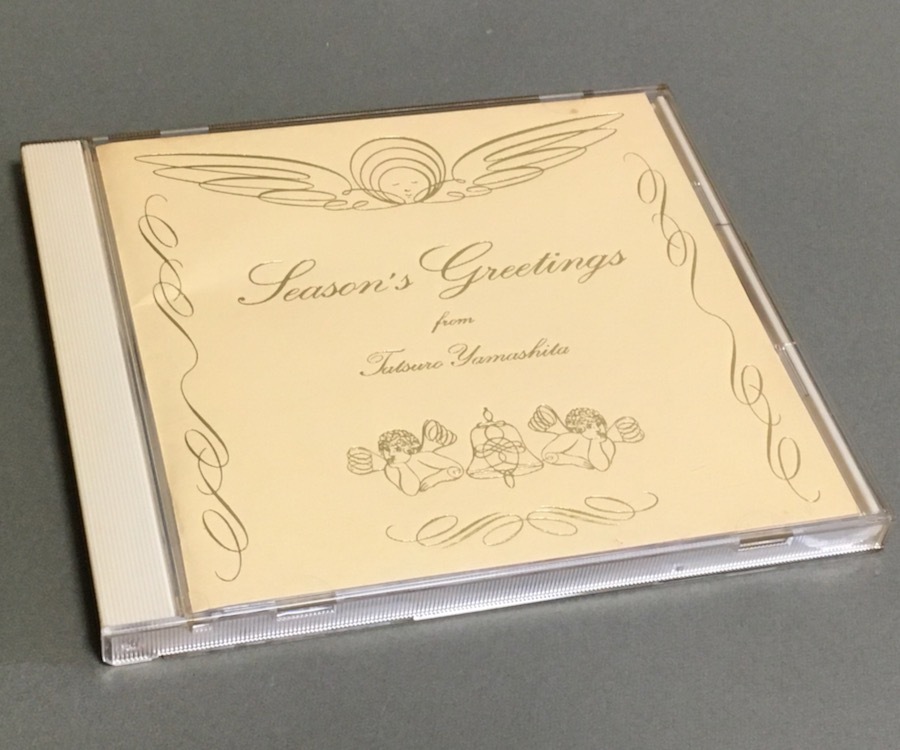 Season's Greetings
from
Tatsuro Yamashita